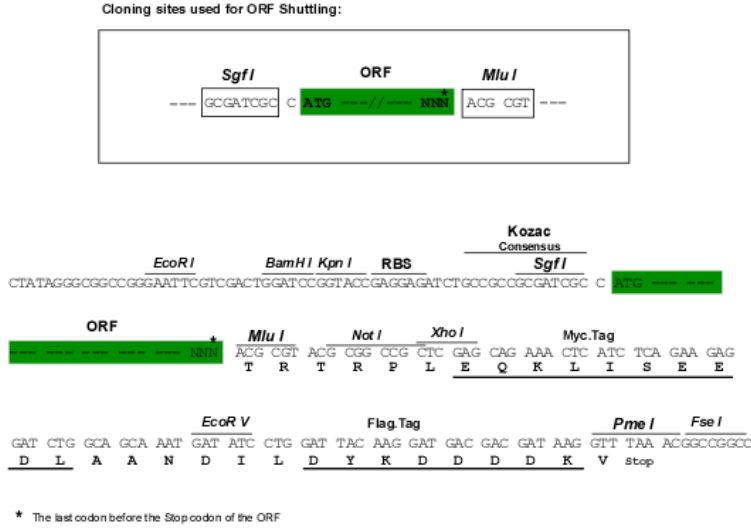 Cloning sites used for ORF Shuttling:
Sgf I ORF Mlu I
--- GCGATCGC C ATG ---//--- NNN* ACG CGT ---
Kozac
Consensus
EcoR I BamH I Kpn I RBS Sgf I
CTATAGGGCGGCCGGGAATTCGTCGACTGGATCCGGTACCGAGGAGATCTGCCGCCGCGATCGC C ATG --- ---
ORF Mlu I Not I Xho I Myc.Tag
--- --- --- --- --- NNN* ACG CGT ACG CGG CCG CTC GAG CAG AAA CTC ATC TCA GAA GAG
T R T R P L E Q K L I S E E
EcoR V Flag.Tag Pme I Fse I
GAT CTG GCA GCA AAT GAT ATC CTG GAT TAC AAG GAT GAC GAC GAT AAG GTT TAA ACGGCCGGCC
D L A A N D I L D Y K D D D D K V Stop
* The last codon before the Stop codon of the ORF